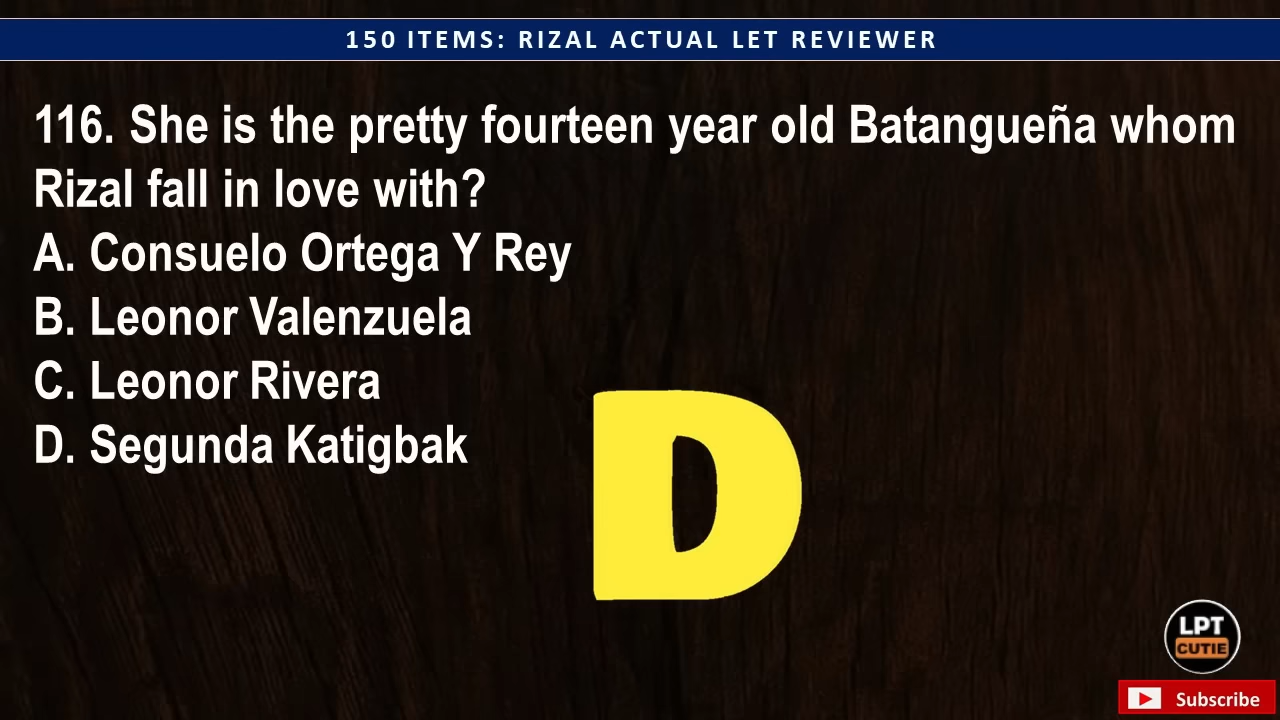 150 ITEMS: RIZAL ACTUAL LET REVIEWER
116. She is the pretty fourteen year old Batangueña whom
Rizal fall in love with?
A. Consuelo Ortega Y Rey
B. Leonor Valenzuela
C. Leonor Rivera
D. Segunda Katigbak
D
LPT
CUTIE
Subscribe